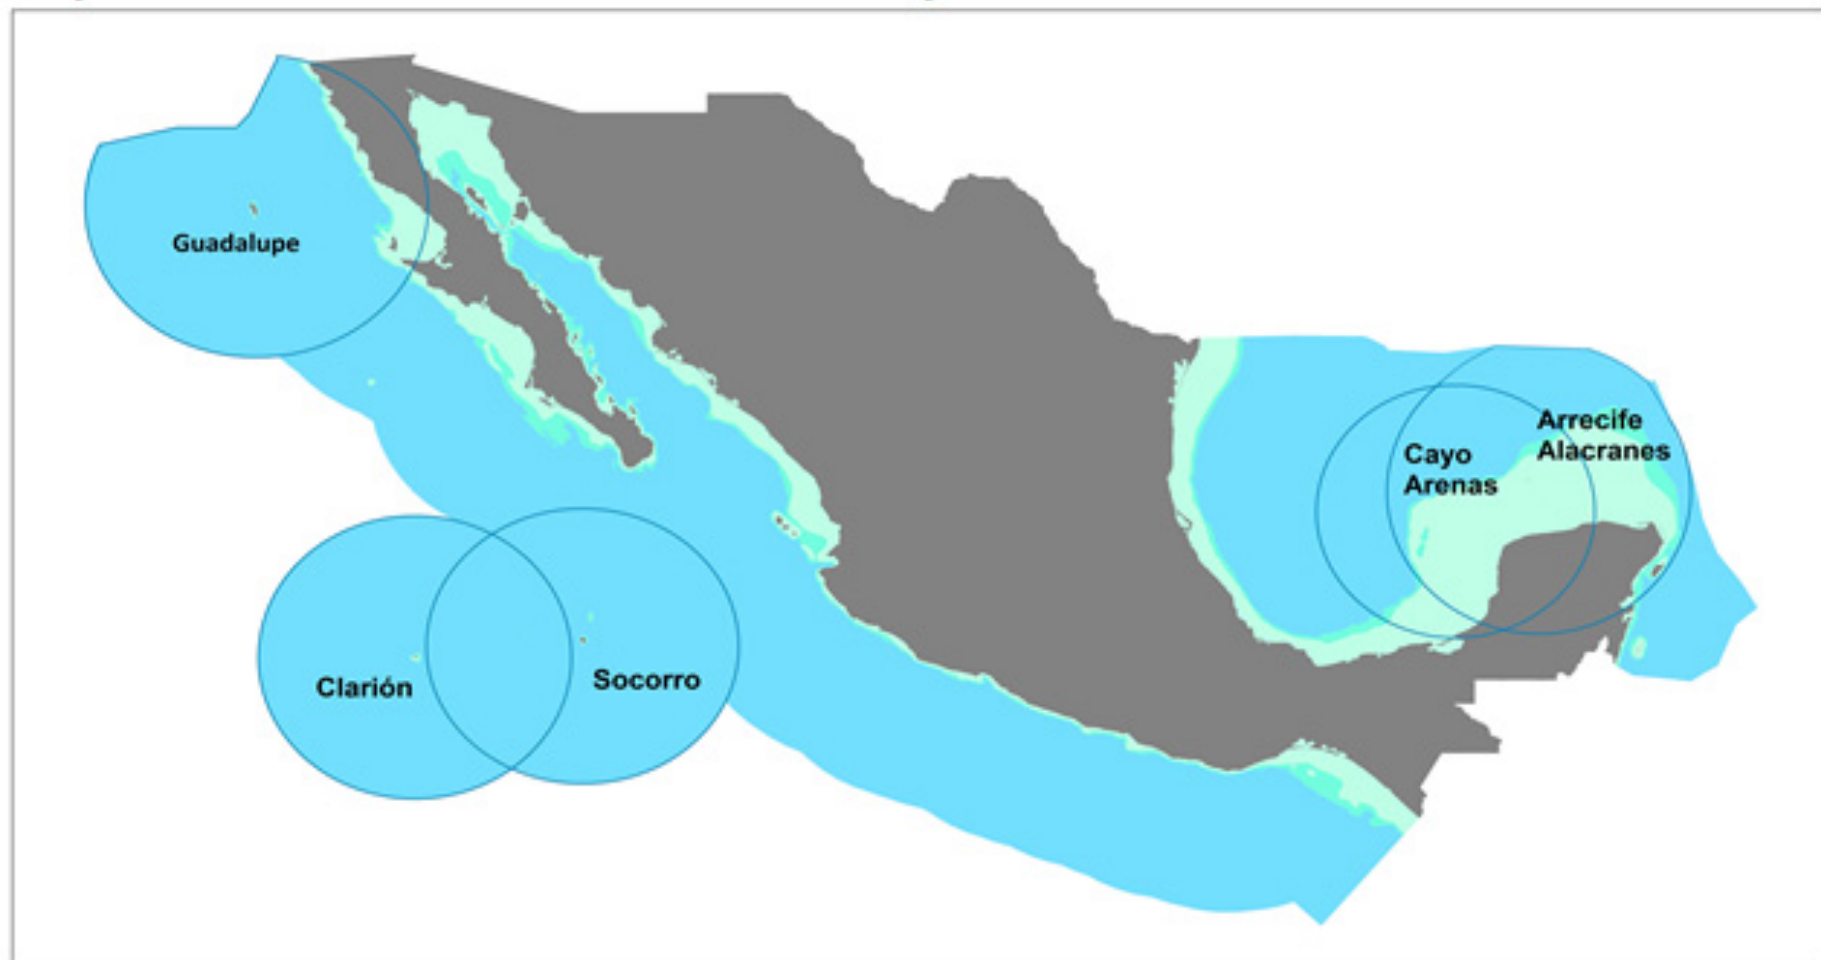 Guadalupe
Arrecife
Alacranes
Cayo
Arenas
Clarión
Socorro